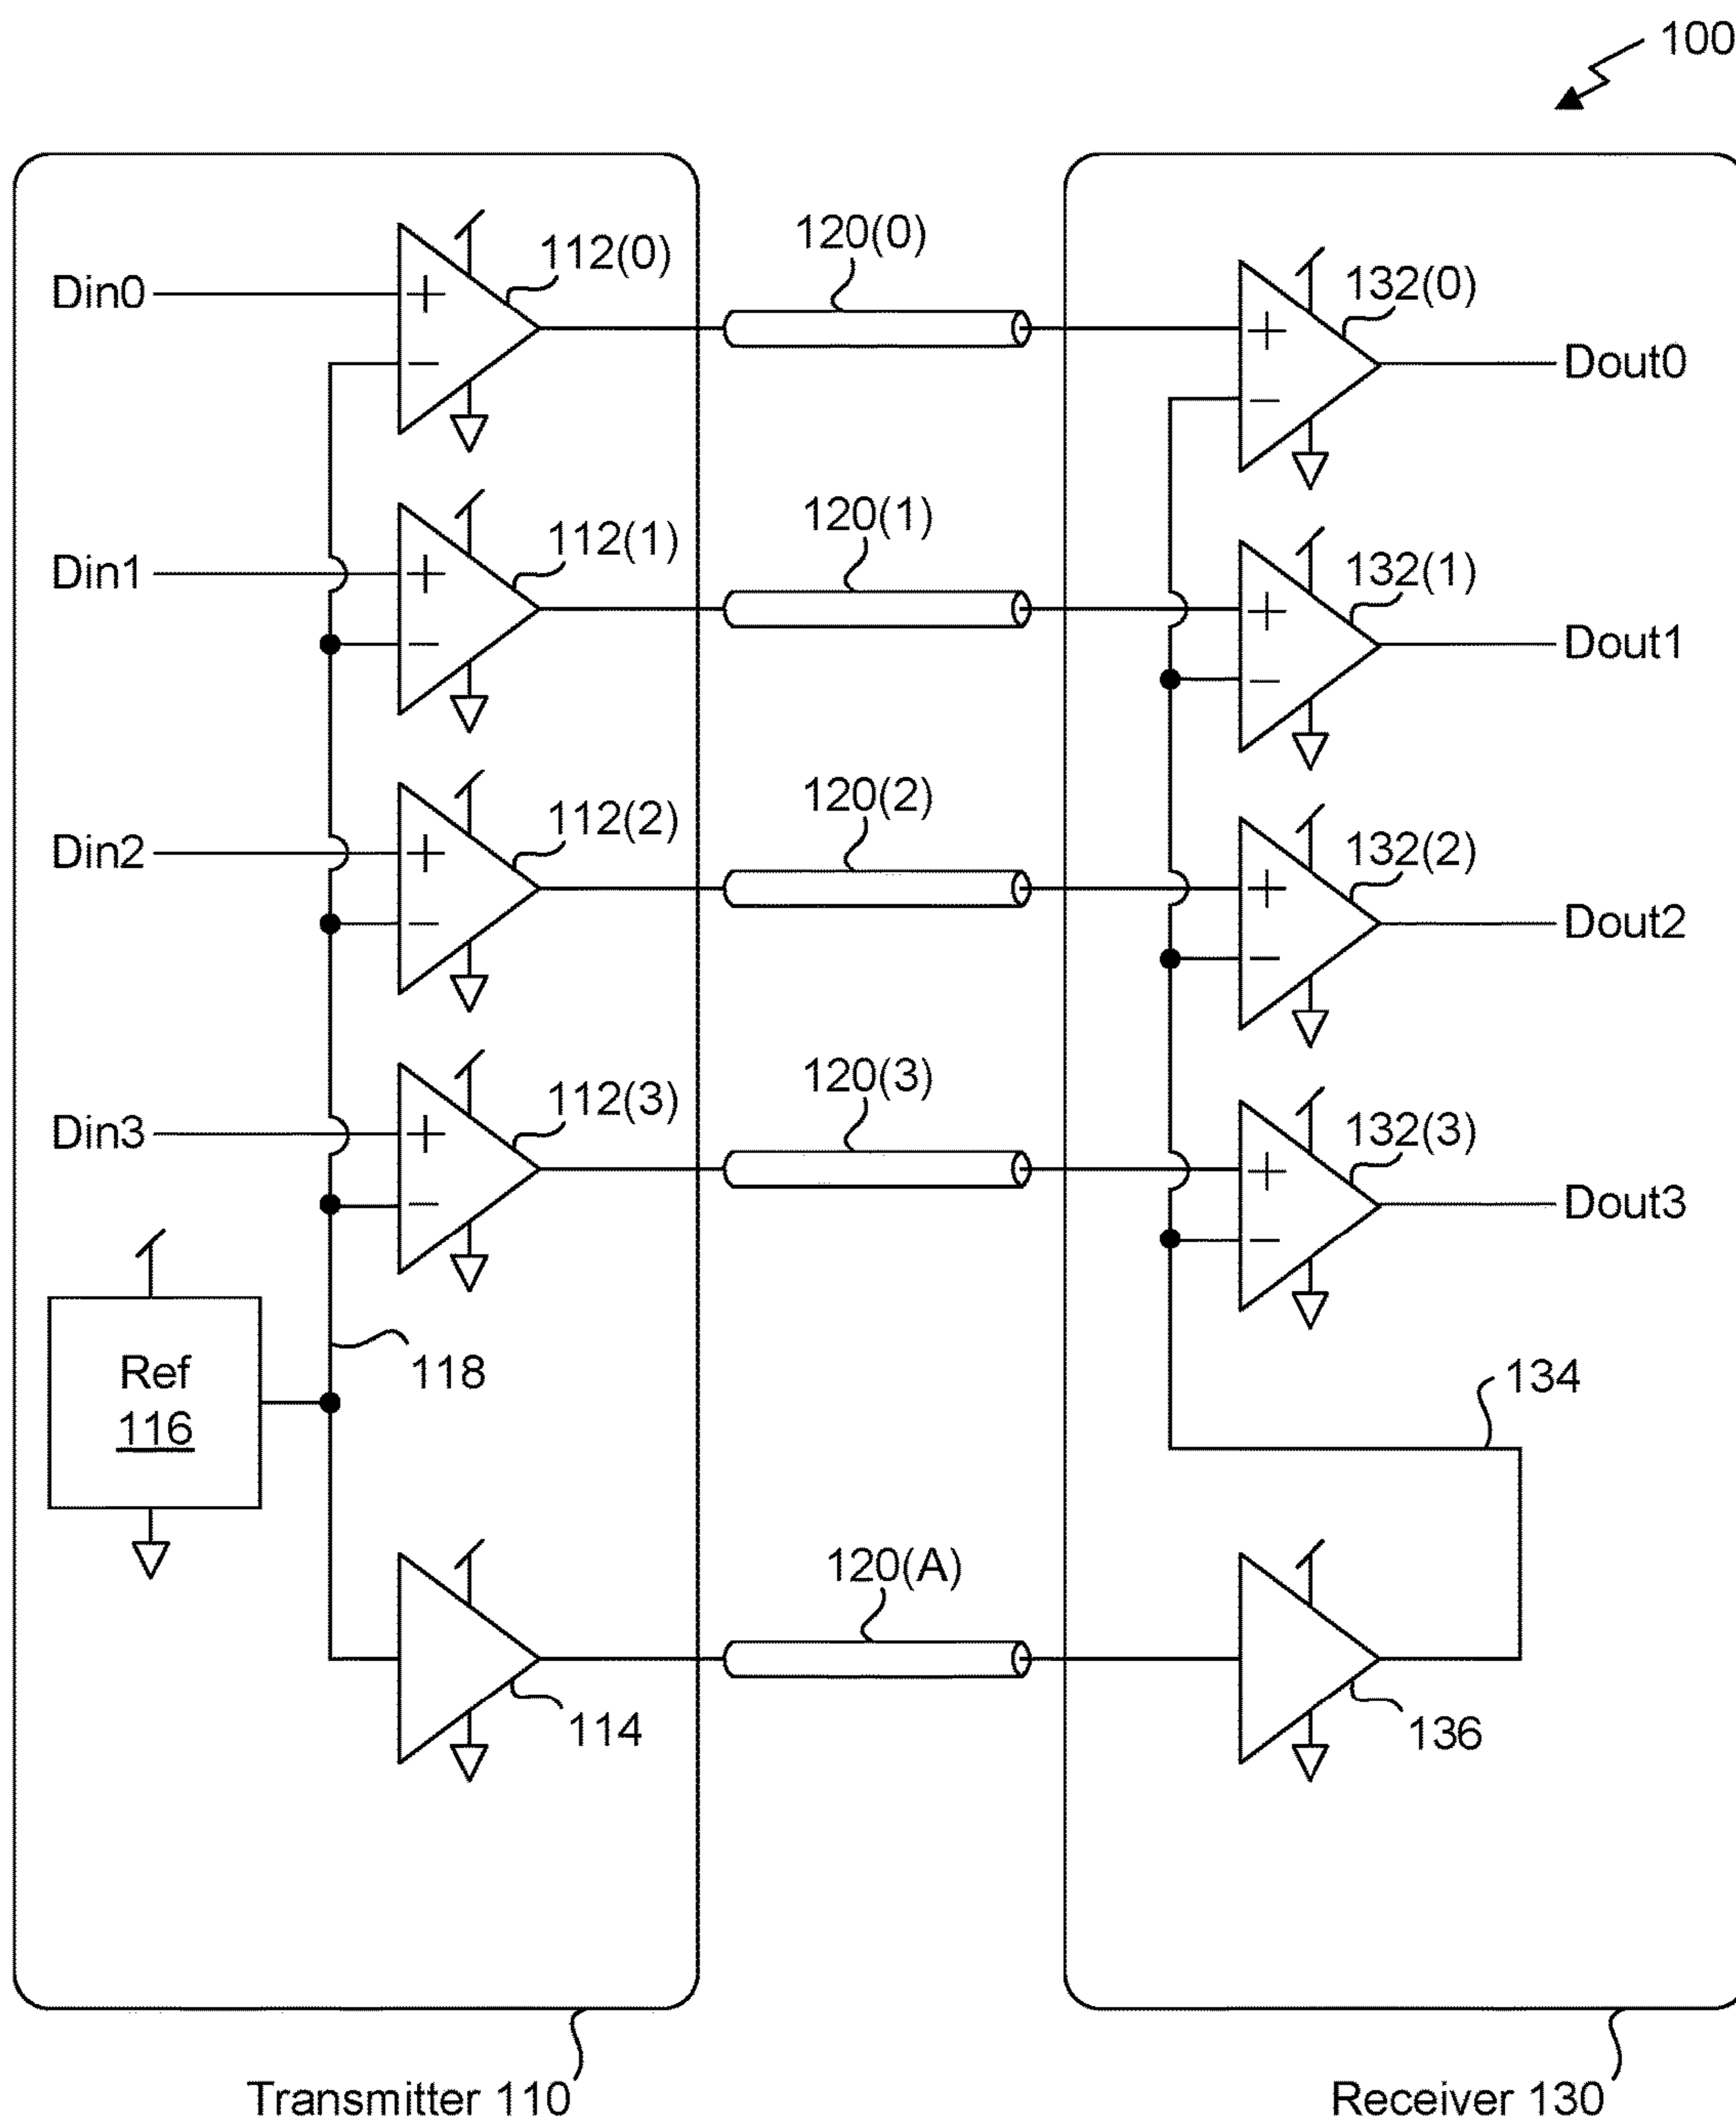 100
112(0)
120(0)
132(0)
Din0
+
+
Dout0
−
−
112(1)
120(1)
132(1)
Din1
+
+
Dout1
−
−
112(2)
120(2)
132(2)
Din2
+
+
Dout2
−
−
112(3)
120(3)
132(3)
Din3
+
+
Dout3
−
−
Ref
116
118
134
120(A)
114
136
Transmitter 110
Receiver 130